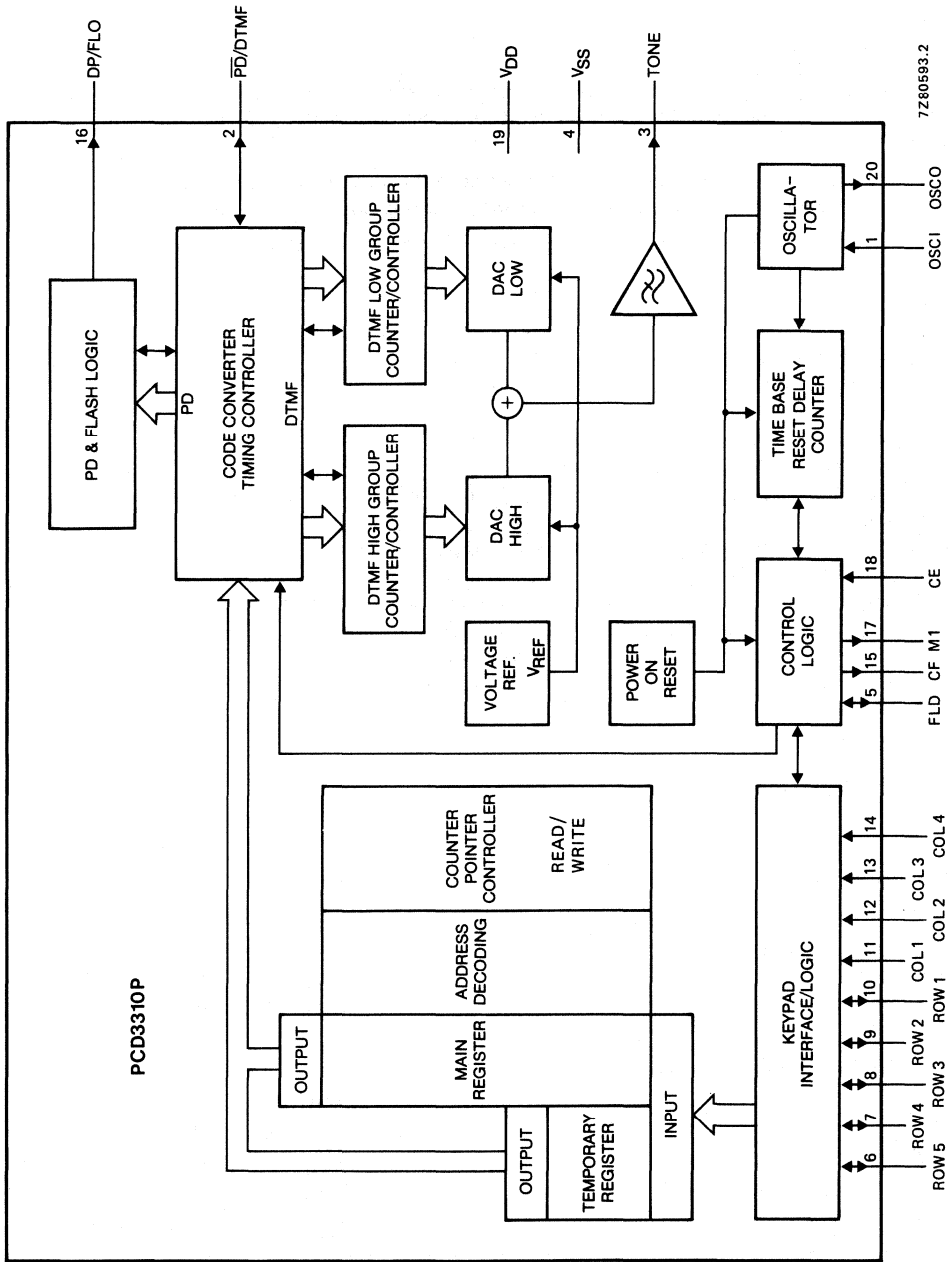 PCD3310P
16
DP/FLO
PD & FLASH LOGIC
PD
CODE CONVERTER
TIMING CONTROLLER
DTMF
2
PD/DTMF
DTMF HIGH GROUP
COUNTER/CONTROLLER
DTMF LOW GROUP
COUNTER/CONTROLLER
VOLTAGE
REF.
VREF
DAC
HIGH
+
DAC
LOW
19
VDD
4
VSS
3
TONE
OUTPUT
MAIN
REGISTER
ADDRESS
DECODING
COUNTER
POINTER
CONTROLLER
READ/
WRITE
OUTPUT
TEMPORARY
REGISTER
INPUT
POWER
ON
RESET
KEYPAD
INTERFACE/LOGIC
CONTROL
LOGIC
TIME BASE
RESET DELAY
COUNTER
OSCILLA-
TOR
6 7 8 9 10 11 12 13 14 5 15 17 18 1 20
ROW 5 ROW 4 ROW 3 ROW 2 ROW 1 COL 1 COL 2 COL 3 COL 4 FLD CF M1 CE OSCI OSCO
7Z80593.2